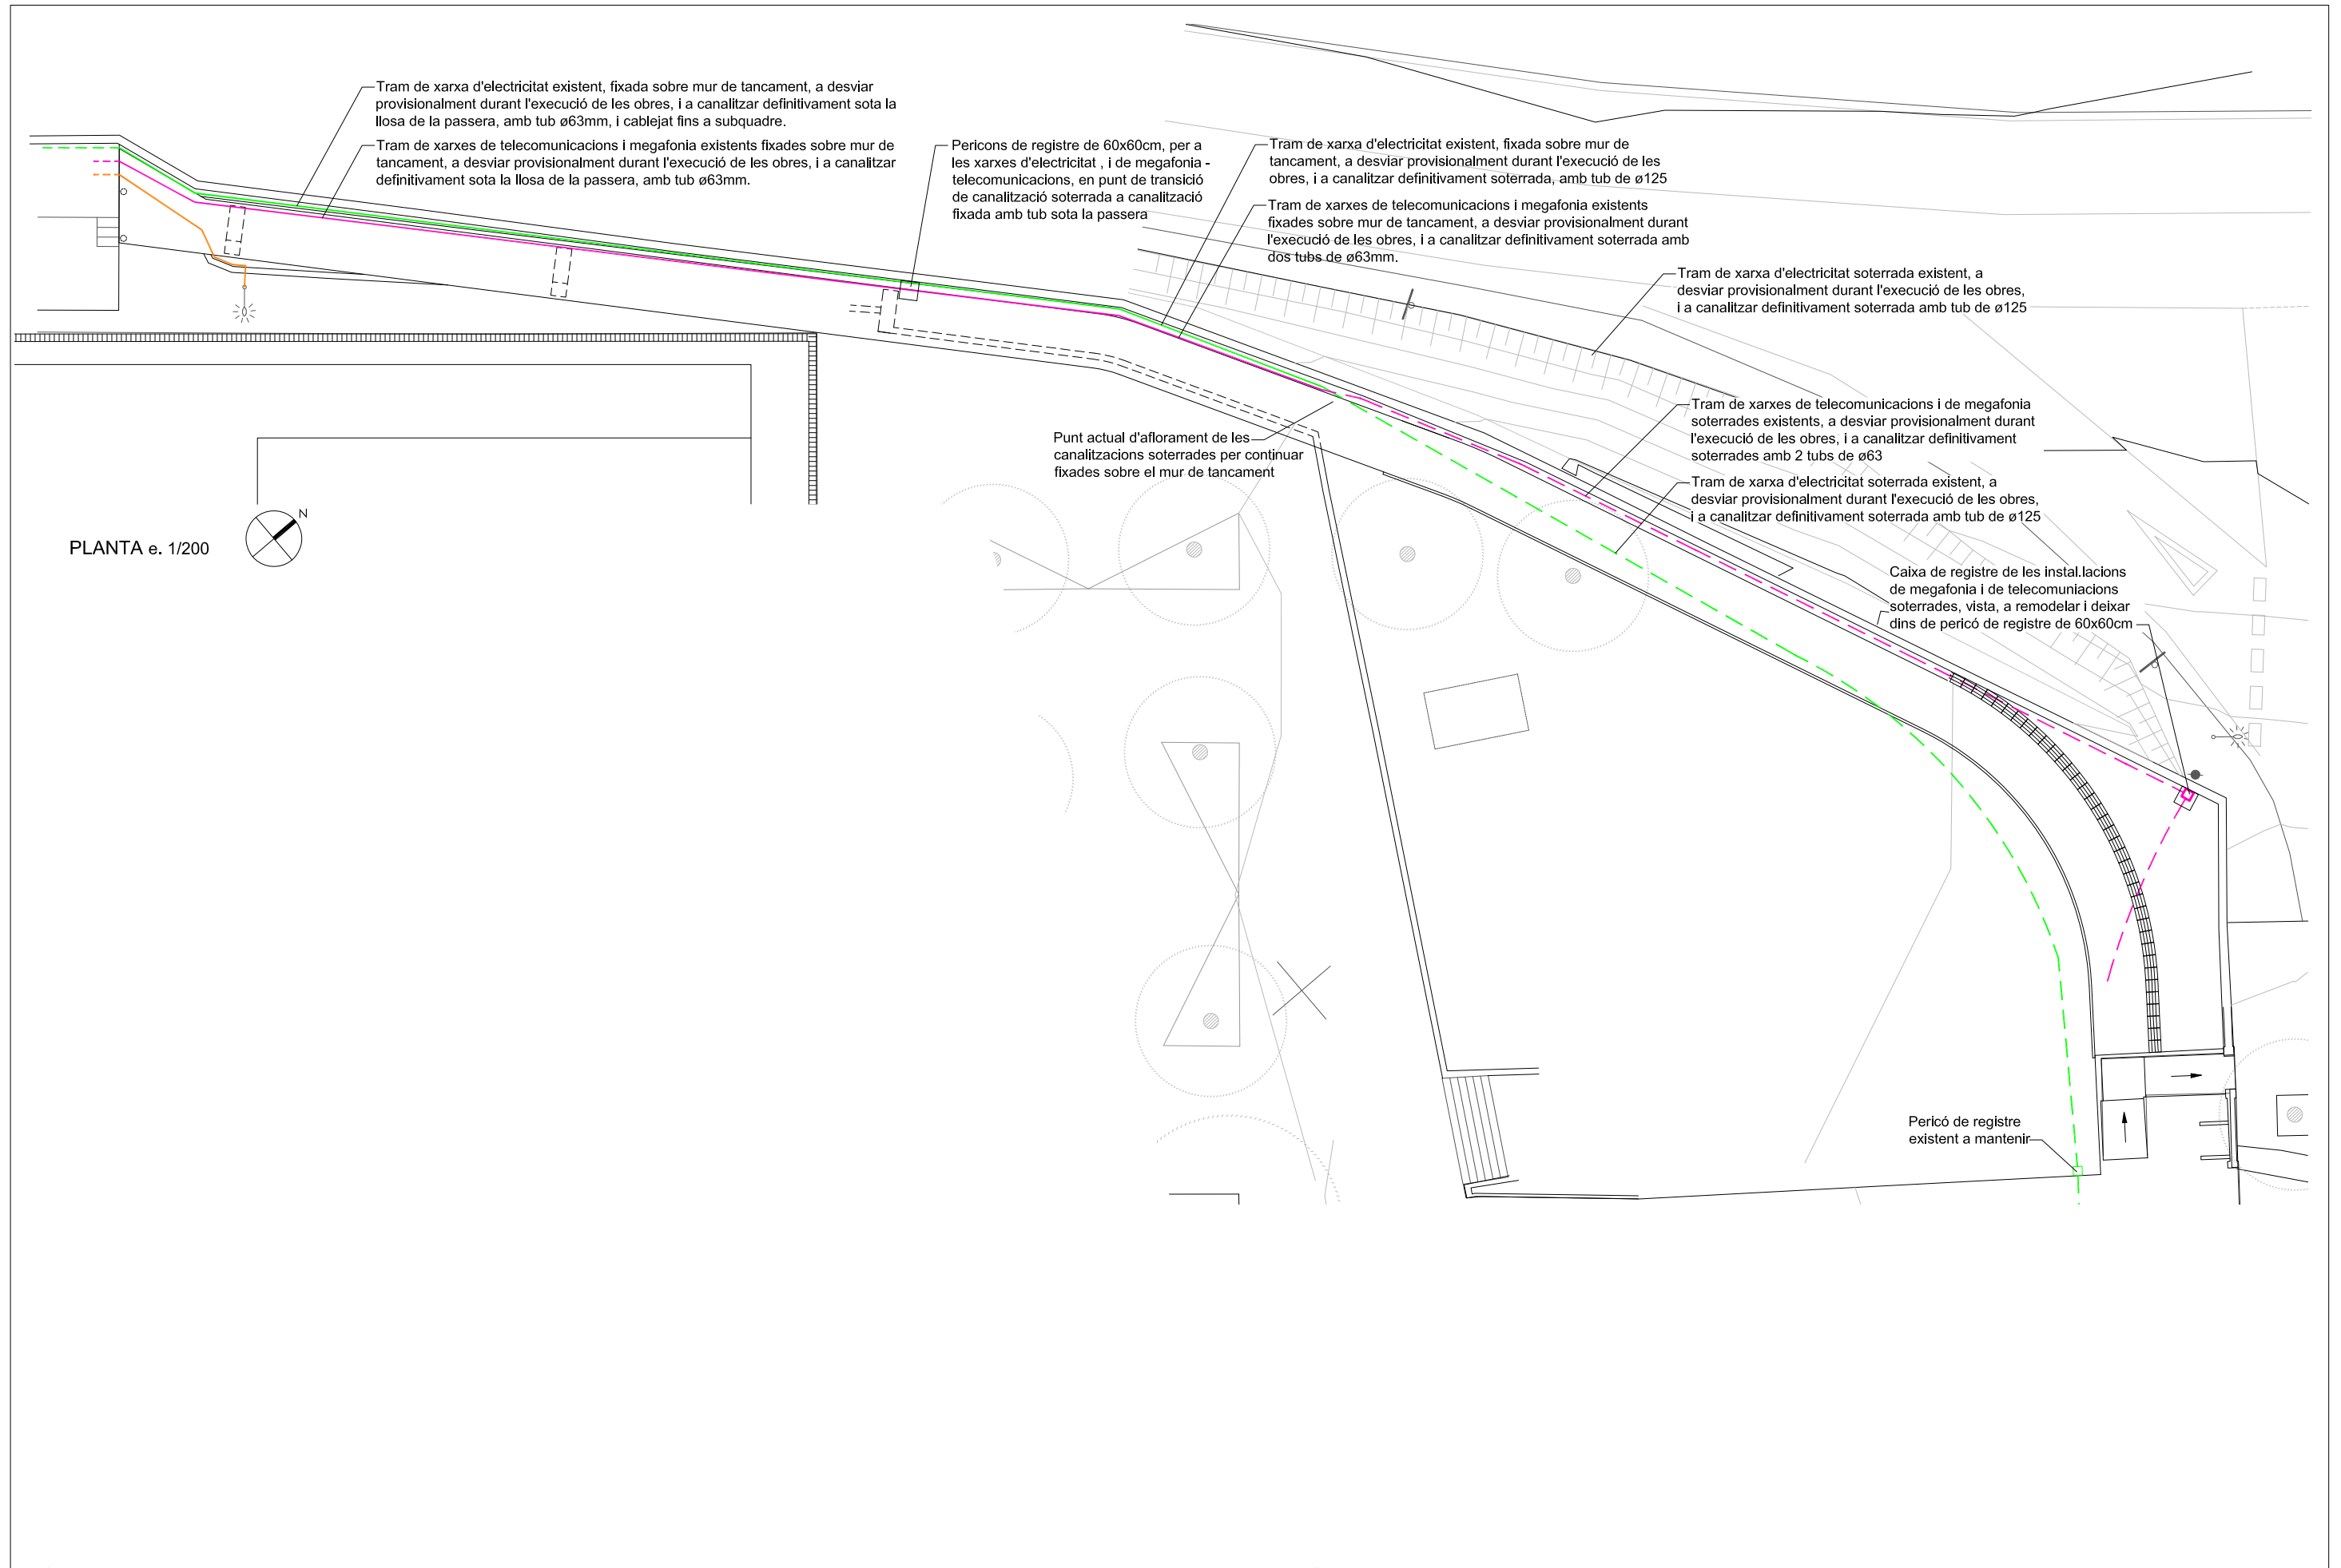 Tram de xarxa d'electricitat existent, fixada sobre mur de tancament, a desviar
provisionalment durant l'execució de les obres, i a canalitzar definitivament sota la
llosa de la passera, amb tub ø63mm, i cablejat fins a subquadre.
Tram de xarxes de telecomunicacions i megafonia existents fixades sobre mur de
tancament, a desviar provisionalment durant l'execució de les obres, i a canalitzar
definitivament sota la llosa de la passera, amb tub ø63mm.
Pericons de registre de 60x60cm, per a
les xarxes d'electricitat , i de megafonia -
telecomunicacions, en punt de transició
de canalització soterrada a canalització
fixada amb tub sota la passera
Tram de xarxa d'electricitat existent, fixada sobre mur de
tancament, a desviar provisionalment durant l'execució de les
obres, i a canalitzar definitivament soterrada, amb tub de ø125
Tram de xarxes de telecomunicacions i megafonia existents
fixades sobre mur de tancament, a desviar provisionalment durant
l'execució de les obres, i a canalitzar definitivament soterrada amb
dos tubs de ø63mm.
Tram de xarxa d'electricitat soterrada existent, a
desviar provisionalment durant l'execució de les obres,
i a canalitzar definitivament soterrada amb tub de ø125
Tram de xarxes de telecomunicacions i de megafonia
soterrades existents, a desviar provisionalment durant
l'execució de les obres, i a canalitzar definitivament
soterrades amb 2 tubs de ø63
Punt actual d'aflorament de les
canalitzacions soterrades per continuar
fixades sobre el mur de tancament
Tram de xarxa d'electricitat soterrada existent, a
desviar provisionalment durant l'execució de les obres,
i a canalitzar definitivament soterrada amb tub de ø125
N
PLANTA e. 1/200
Caixa de registre de les instal.lacions
de megafonia i de telecomuniacions
soterrades, vista, a remodelar i deixar
dins de pericó de registre de 60x60cm
Pericó de registre
existent a mantenir